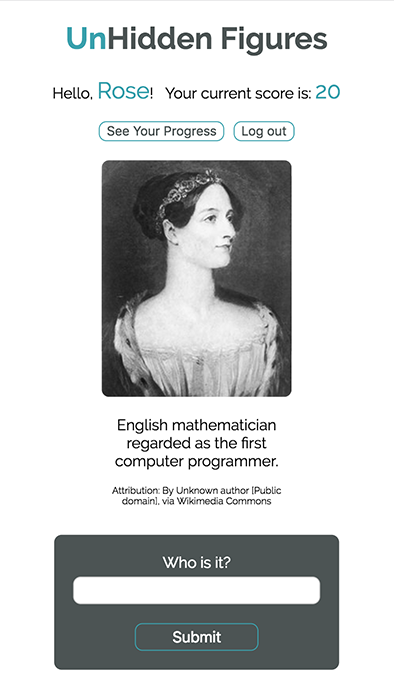 UnHidden Figures
Hello, Rose! Your current score is: 20
See Your Progress Log out
English mathematician
regarded as the first
computer programmer.
Attribution: By Unknown author [Public
domain], via Wikimedia Commons
Who is it?
Submit